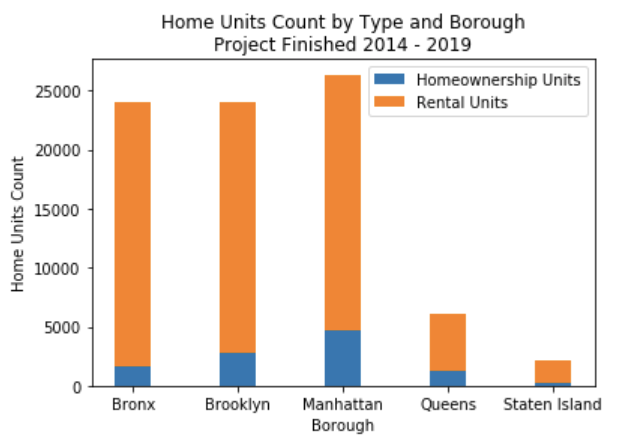 Home Units Count by Type and Borough
Project Finished 2014 - 2019
Homeownership Units
Rental Units
Home Units Count
25000
20000
15000
10000
5000
0
Bronx Brooklyn Manhattan Queens Staten Island
Borough